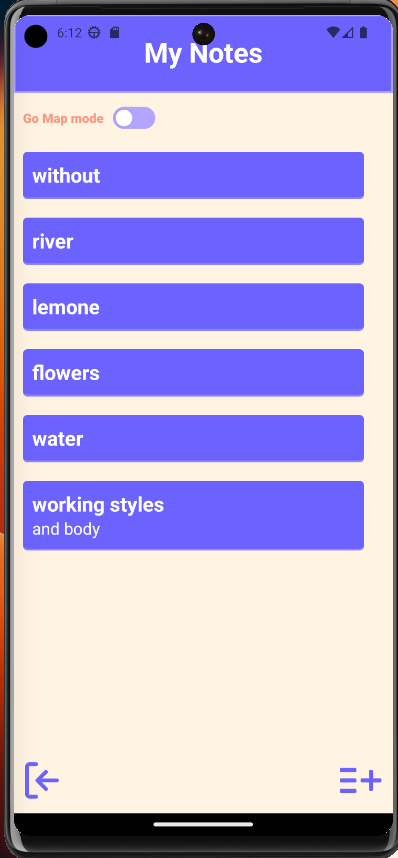 6:12
My Notes
Go Map mode
without
river
lemone
flowers
water
working styles
and body